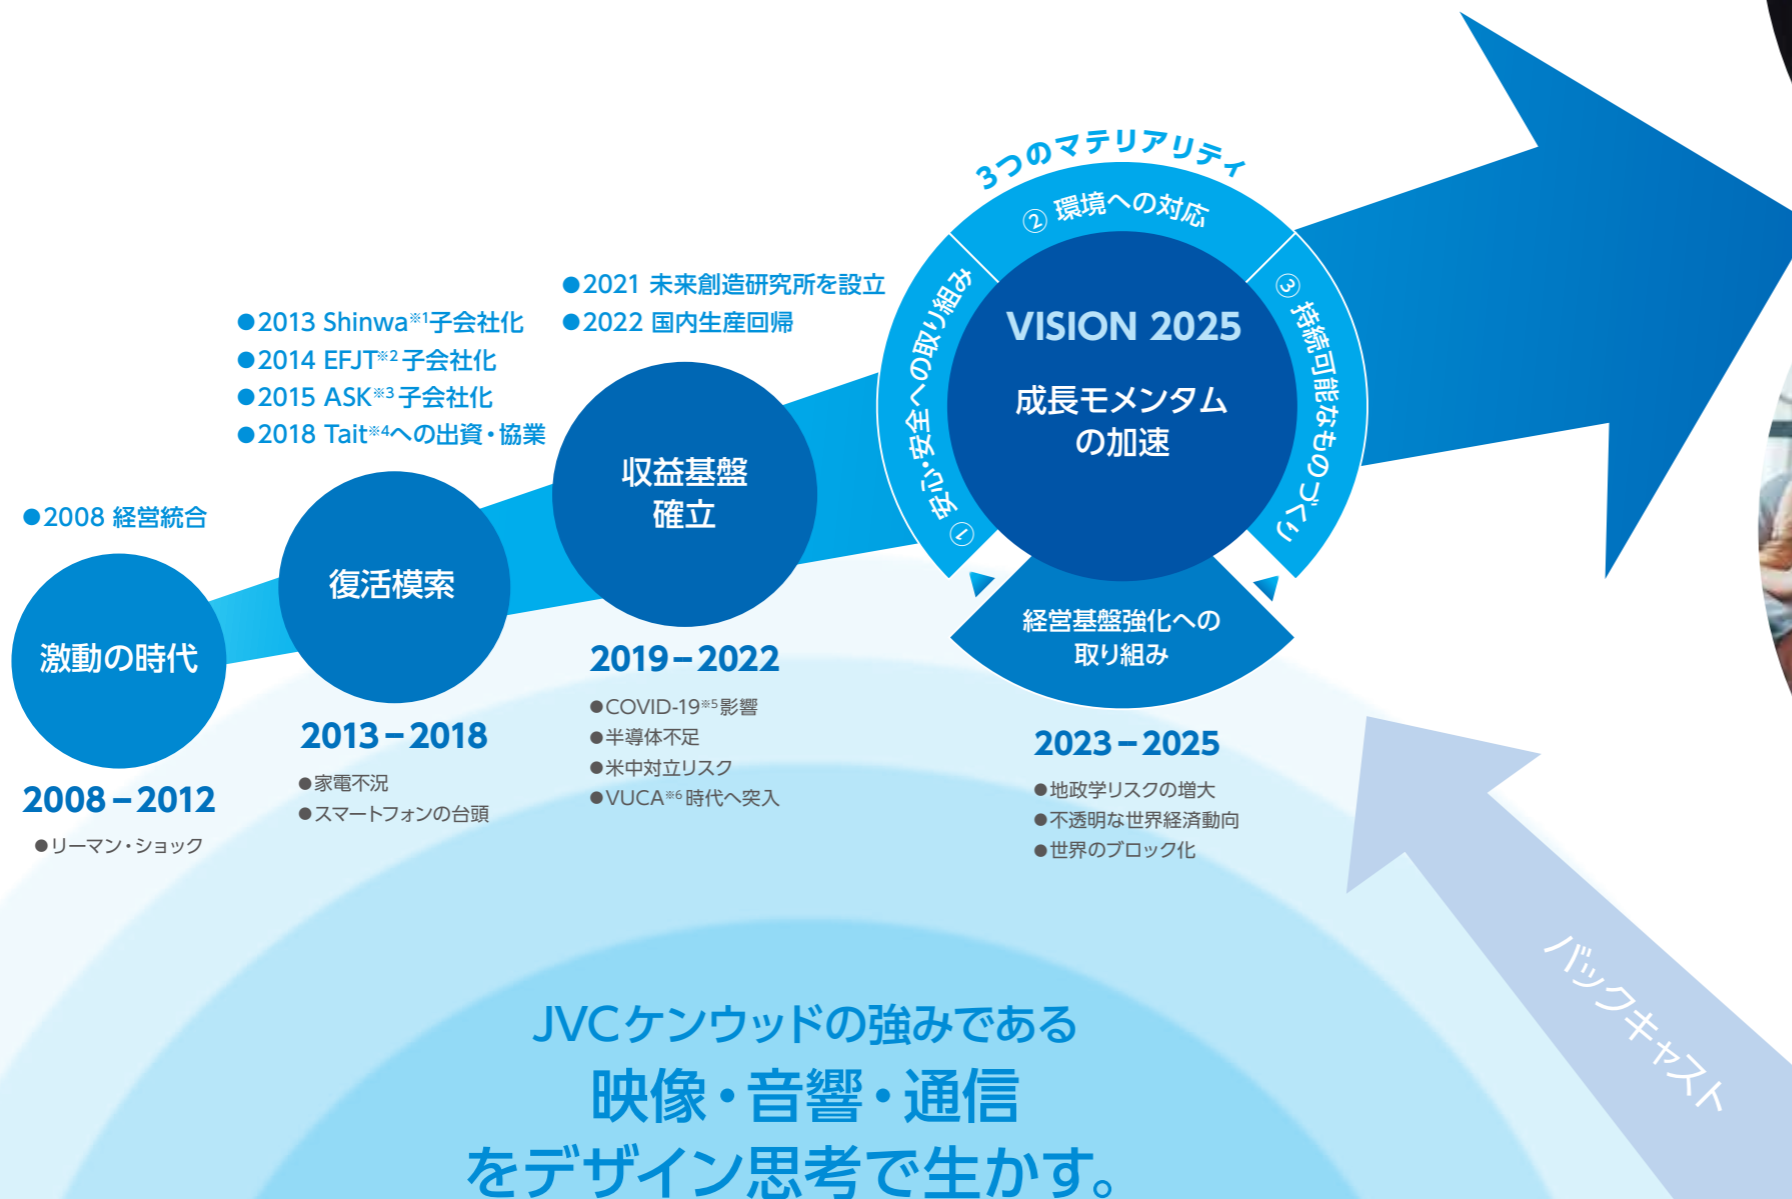 ●2008 経営統合
激動の時代
2008－2012
●リーマン・ショック
●2013 Shinwa※1子会社化
●2014 EFJT※2 子会社化
●2015 ASK※3 子会社化
●2018 Tait※4への出資・協業
復活模索
2013－2018
●家電不況
●スマートフォンの台頭
●2021 未来創造研究所を設立
●2022 国内生産回帰
収益基盤
確立
2019－2022
●COVID-19※5 影響
●半導体不足
●米中対立リスク
●VUCA※6 時代へ突入
3つのマテリアリティ
① 安心・安全への取り組み
② 環境への対応
③ 持続可能なものづくり
VISION 2025
成長モメンタム
の加速
経営基盤強化への
取り組み
2023－2025
●地政学リスクの増大
●不透明な世界経済動向
●世界のブロック化
バックキャスト
JVCケンウッドの強みである
映像・音響・通信
をデザイン思考で生かす。